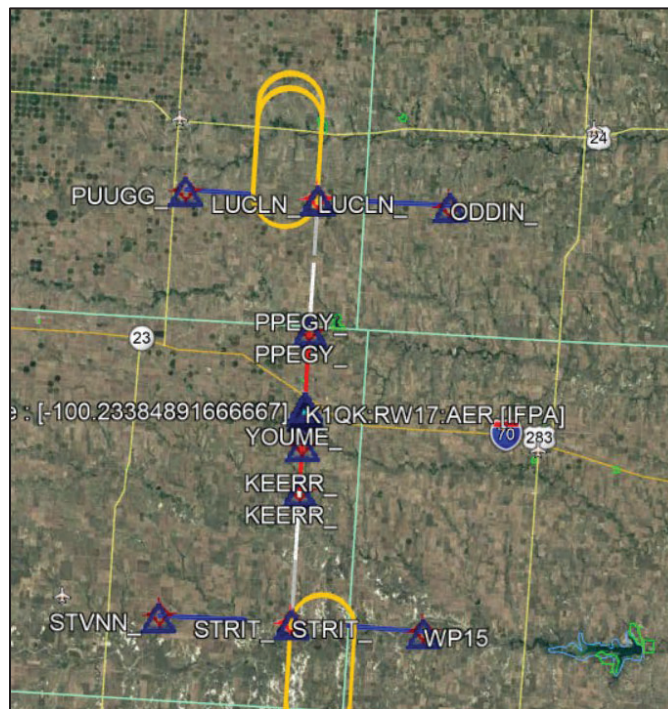 24
PUUGG_
LUCLN_
LUCLN_
ODDIN_
PPEGY_
23
PPEGY_
e : [-100.23384891666667]
K1QK:RW17:AER [IFPA]
YOUME_
70
283
KEERR_
KEERR_
STVNN_
STRIT_
STRIT_
WP15